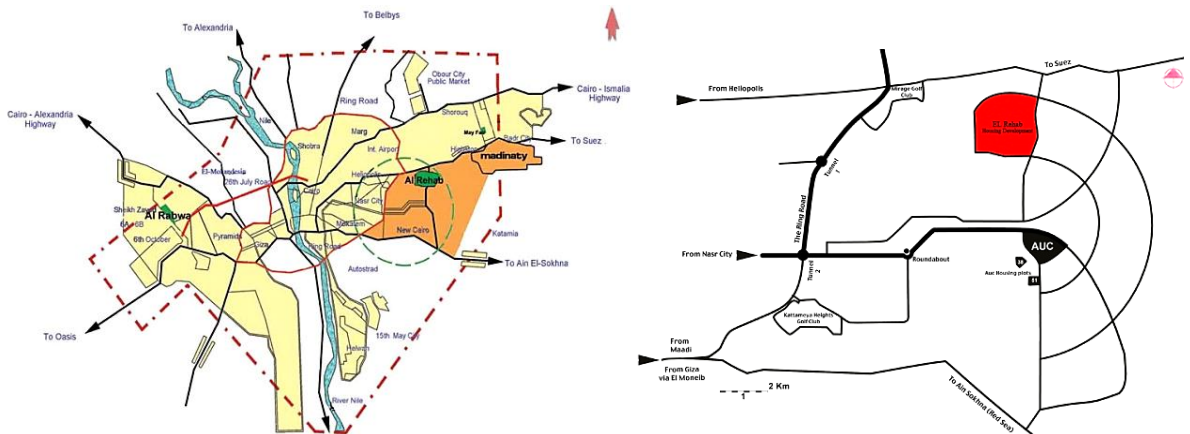 To Belbys
To Alexandria
Obour City
Public Market
Cairo - Ismalia
Highway
Ring Road
Cairo - Alexandria
Highway
Nile
Shorouq
Marg
May Fair
Badr City
To Suez
Shobra
Int. Airport
madinaty
El-Mohandesin
26th July Road
Heliopolis
Al Rehab
Cairo
Nasr City
Sheikh Zayed
Al Rabwa
6A - 6B
Mokattem
6th October
Pyramids
Giza
Ring Road
New Cairo
Katamia
To Ain El-Sokhna
Autostrad
To Oasis
15th May City
Helwan
River Nile
To Suez
From Heliopolis
Mirage Golf
Club
EL Rehab
Housing Development
Tunnel
1
The Ring Road
From Nasr City
Tunnel
2
Roundabout
AUC
Auc Housing plots
Kattameya Heights
Golf Club
From
Maadi
From Giza
via El Moneib
2 Km
1
To Ain Sokhna (Red Sea)